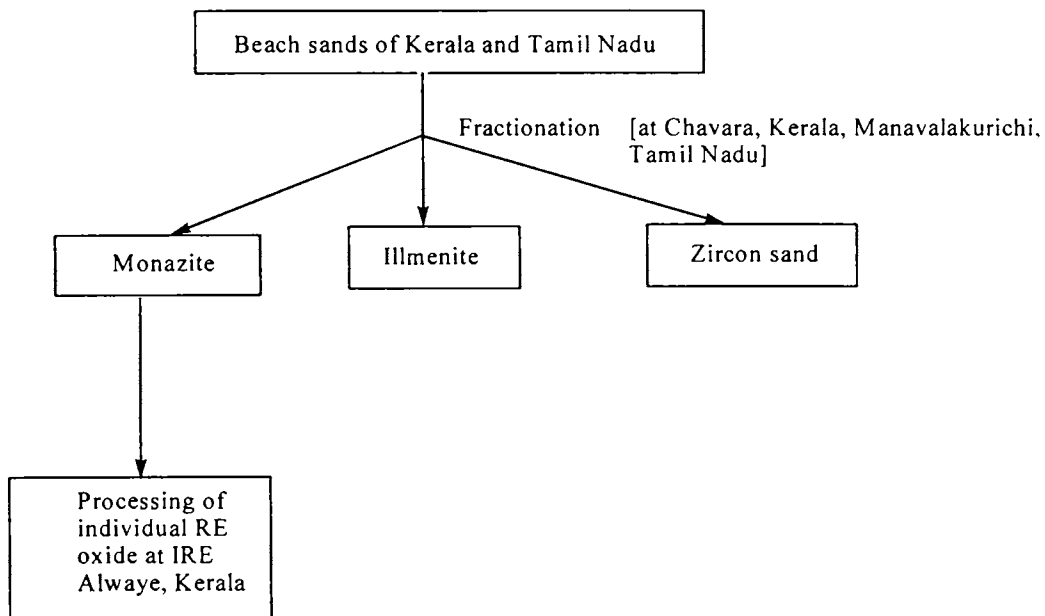 Beach sands of Kerala and Tamil Nadu
Fractionation [at Chavara, Kerala, Manavalakurichi,
Tamil Nadu]
Monazite
Illmenite
Zircon sand
Processing of
individual RE
oxide at IRE
Alwaye, Kerala